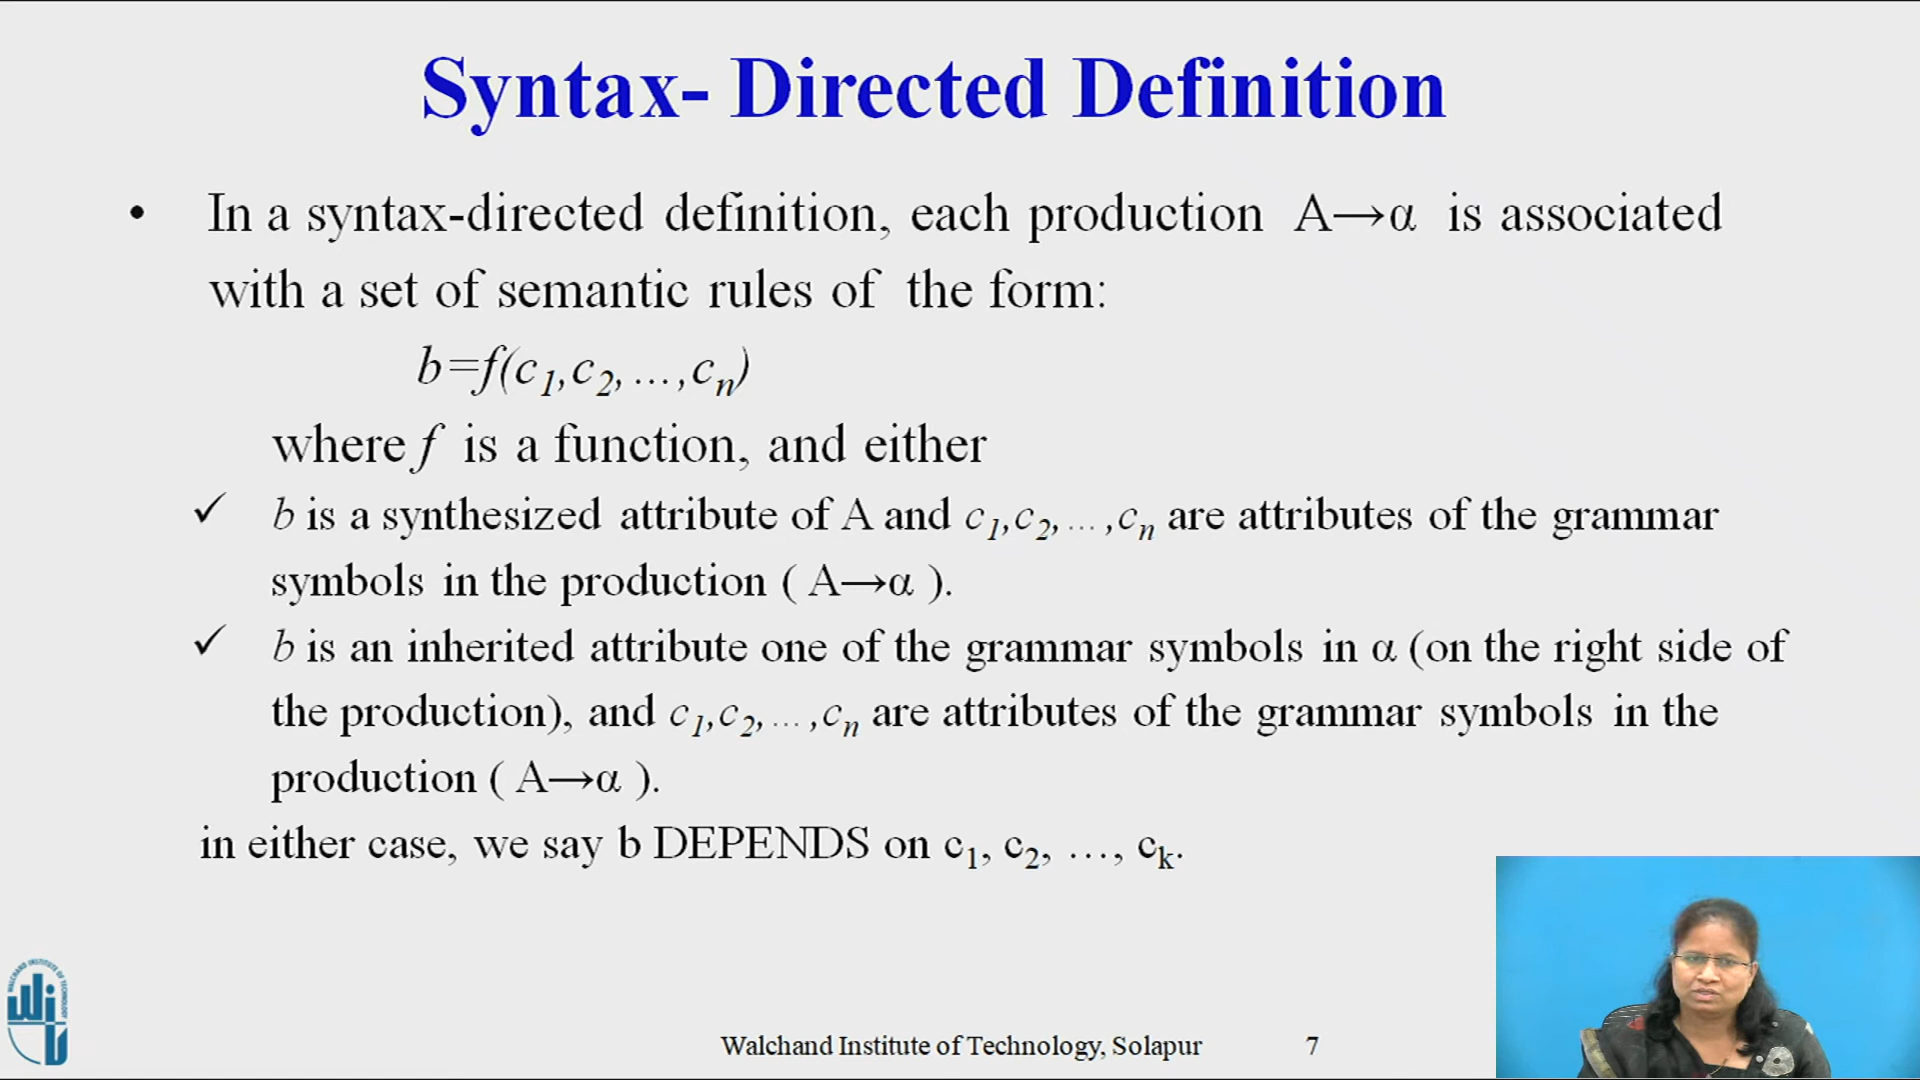 Syntax- Directed Definition
• In a syntax-directed definition, each production A→α is associated
with a set of semantic rules of the form:
b=f(c1,c2,…,cn)
where f is a function, and either
✓ b is a synthesized attribute of A and c1,c2,…,cn are attributes of the grammar
symbols in the production ( A→α ).
✓ b is an inherited attribute one of the grammar symbols in α (on the right side of
the production), and c1,c2,…,cn are attributes of the grammar symbols in the
production ( A→α ).
in either case, we say b DEPENDS on c1, c2, …, ck.
WALCHAND INSTITUTE OF TECHNOLOGY
Walchand Institute of Technology, Solapur 7